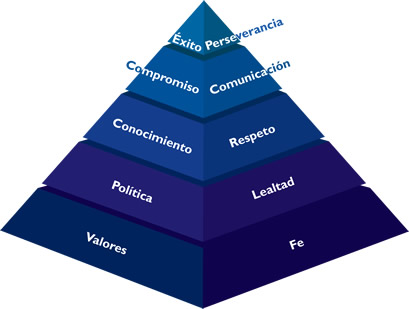 Éxito Perseverancia
Compromiso Comunicación
Conocimiento Respeto
Política Lealtad
Valores Fe